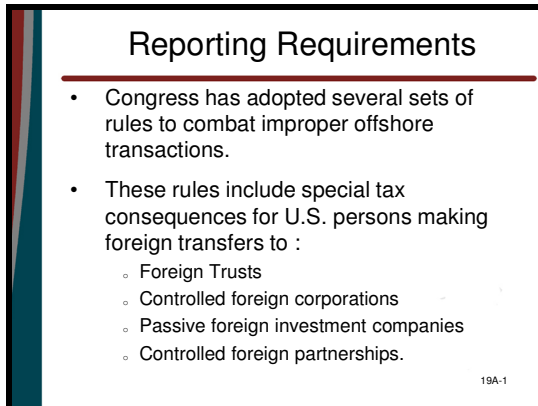 Reporting Requirements
• Congress has adopted several sets of
rules to combat improper offshore
transactions.
• These rules include special tax
consequences for U.S. persons making
foreign transfers to :
◦ Foreign Trusts
◦ Controlled foreign corporations
◦ Passive foreign investment companies
◦ Controlled foreign partnerships.
19A-1